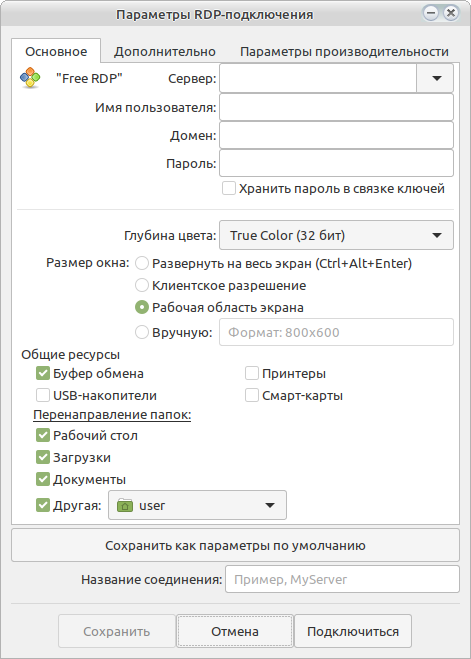 Параметры RDP-подключения
Основное Дополнительно Параметры производительности
"Free RDP" Сервер:
Имя пользователя:
Домен:
Пароль:
Хранить пароль в связке ключей
Глубина цвета: True Color (32 бит)
Размер окна: Развернуть на весь экран (Ctrl+Alt+Enter)
Клиентское разрешение
Рабочая область экрана
Вручную: Формат: 800x600
Общие ресурсы
Буфер обмена Принтеры
USB-накопители Смарт-карты
Перенаправление папок:
Рабочий стол
Загрузки
Документы
Другая: user
Сохранить как параметры по умолчанию
Название соединения: Пример, MyServer
Сохранить Отмена Подключиться